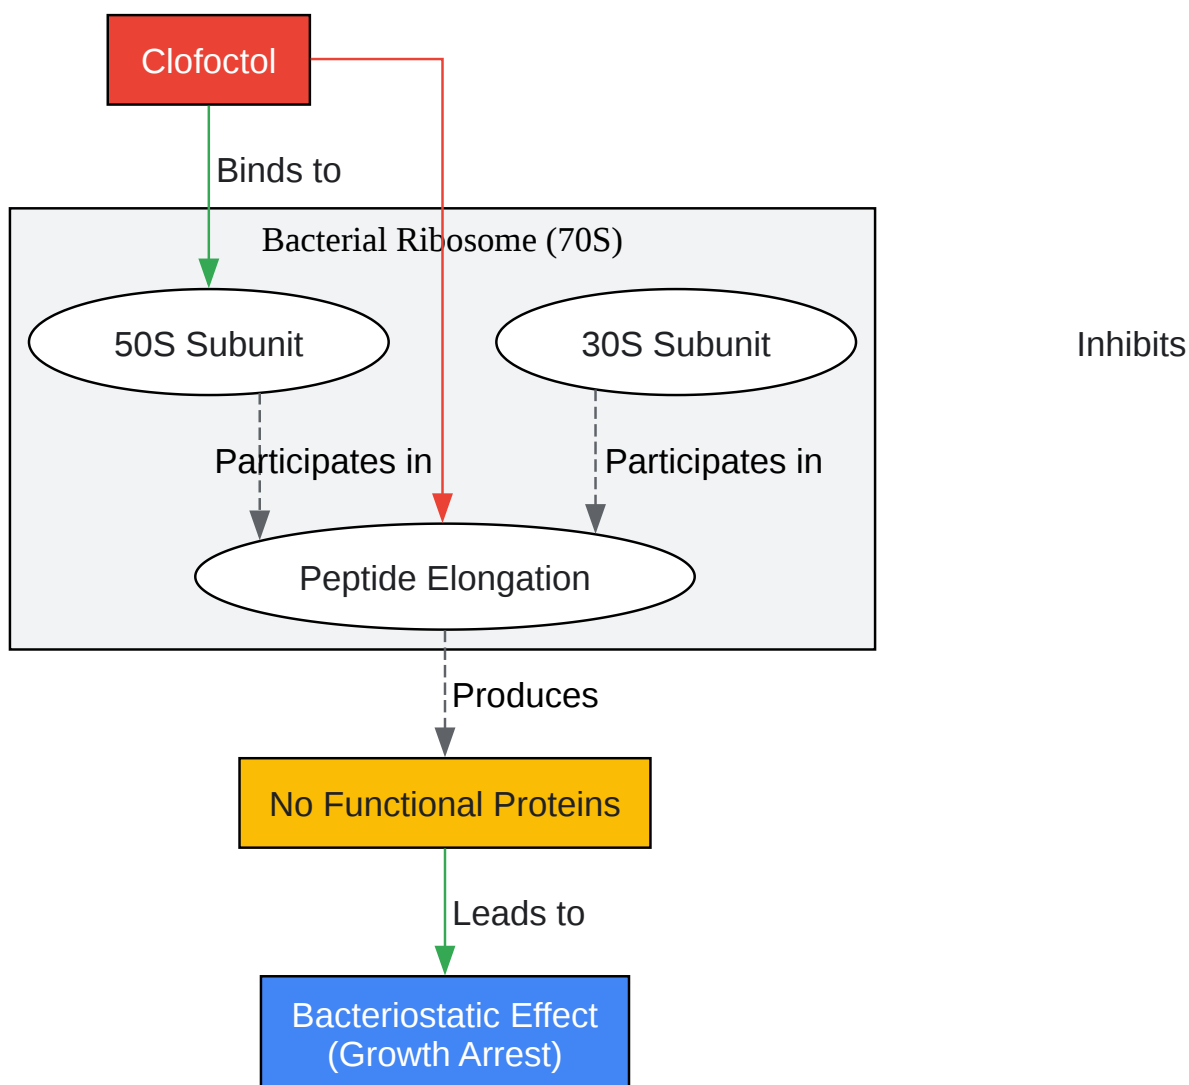 Clofoctol
Binds to
Bacterial Ribosome (70S)
50S Subunit
30S Subunit
Inhibits
Participates in
Participates in
Peptide Elongation
Produces
No Functional Proteins
Leads to
Bacteriostatic Effect
(Growth Arrest)